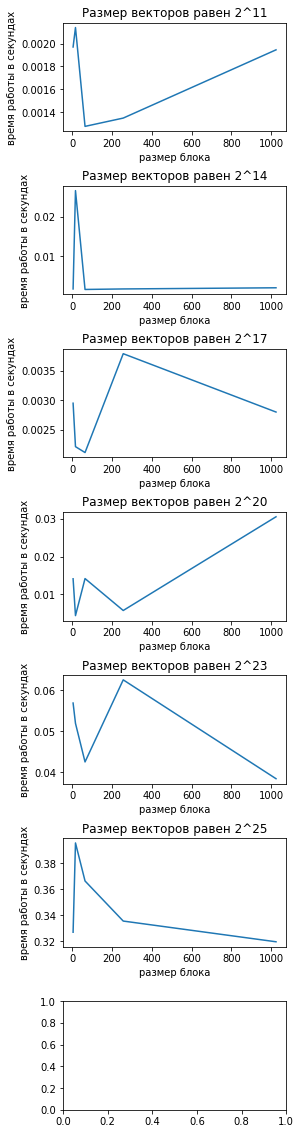 Размер векторов равен 2^11
время работы в секундах
0.0020
0.0018
0.0016
0.0014
0 200 400 600 800 1000
размер блока
Размер векторов равен 2^14
время работы в секундах
0.02
0.01
0 200 400 600 800 1000
размер блока
Размер векторов равен 2^17
время работы в секундах
0.0035
0.0030
0.0025
0 200 400 600 800 1000
размер блока
Размер векторов равен 2^20
время работы в секундах
0.03
0.02
0.01
0 200 400 600 800 1000
размер блока
Размер векторов равен 2^23
время работы в секундах
0.06
0.05
0.04
0 200 400 600 800 1000
размер блока
Размер векторов равен 2^25
время работы в секундах
0.38
0.36
0.34
0.32
0 200 400 600 800 1000
размер блока
1.0
0.8
0.6
0.4
0.2
0.0
0.0 0.2 0.4 0.6 0.8 1.0